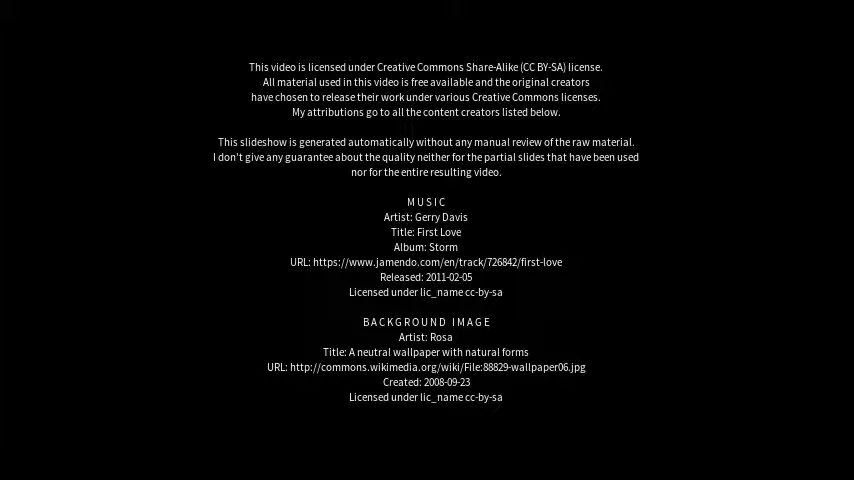 This video is licensed under Creative Commons Share-Alike (CC BY-SA) license.
All material used in this video is free available and the original creators
have chosen to release their work under various Creative Commons licenses.
My attributions go to all the content creators listed below.
This slideshow is generated automatically without any manual review of the raw material.
I don't give any guarantee about the quality neither for the partial slides that have been used
nor for the entire resulting video.
MUSIC
Artist: Gerry Davis
Title: First Love
Album: Storm
URL: https://www.jamendo.com/en/track/726842/first-love
Released: 2011-02-05
Licensed under lic_name cc-by-sa
BACKGROUND IMAGE
Artist: Rosa
Title: A neutral wallpaper with natural forms
URL: http://commons.wikimedia.org/wiki/File:88829-wallpaper06.jpg
Created: 2008-09-23
Licensed under lic_name cc-by-sa